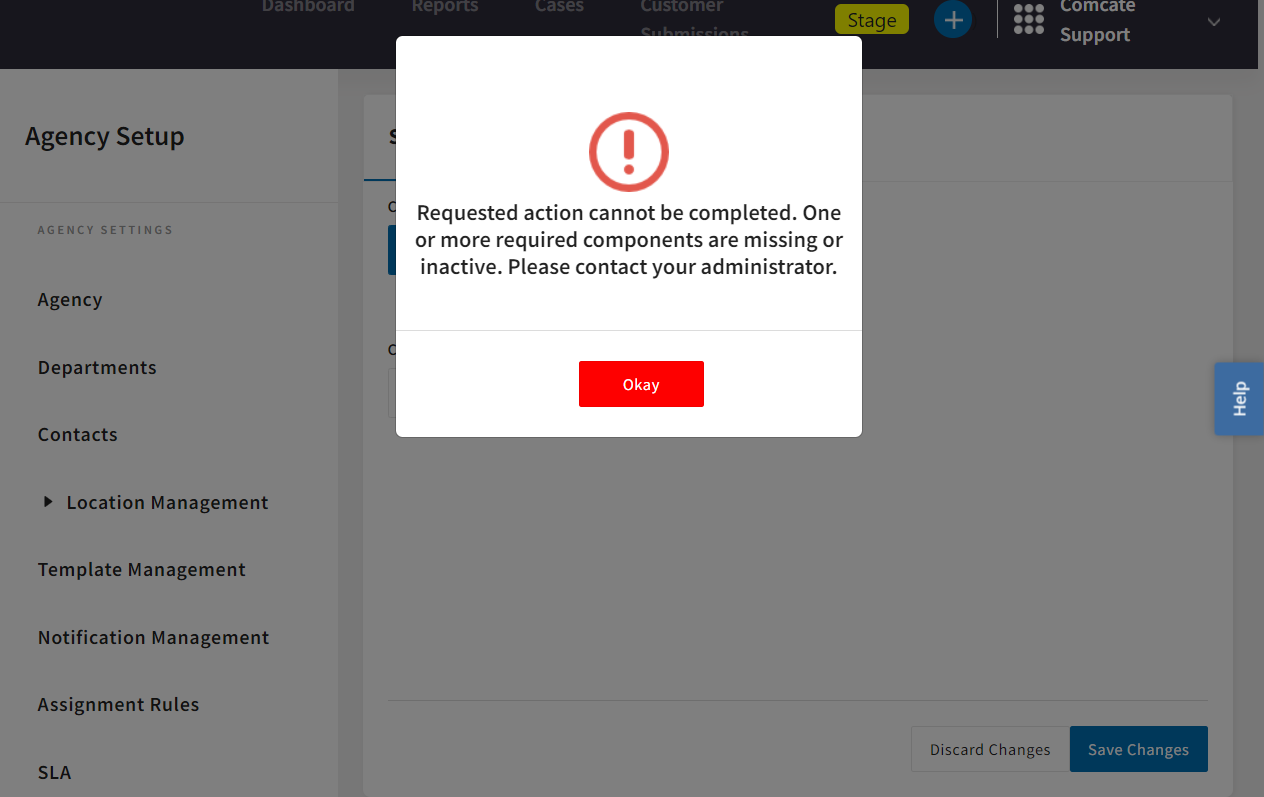 Dashboard
Reports
Cases
Customer
Submissions
Stage
Comcate
Support
Agency Setup
AGENCY SETTINGS
Agency
Departments
Contacts
Location Management
Template Management
Notification Management
Assignment Rules
SLA
Requested action cannot be completed. One
or more required components are missing or
inactive. Please contact your administrator.
Okay
Help
Discard Changes
Save Changes